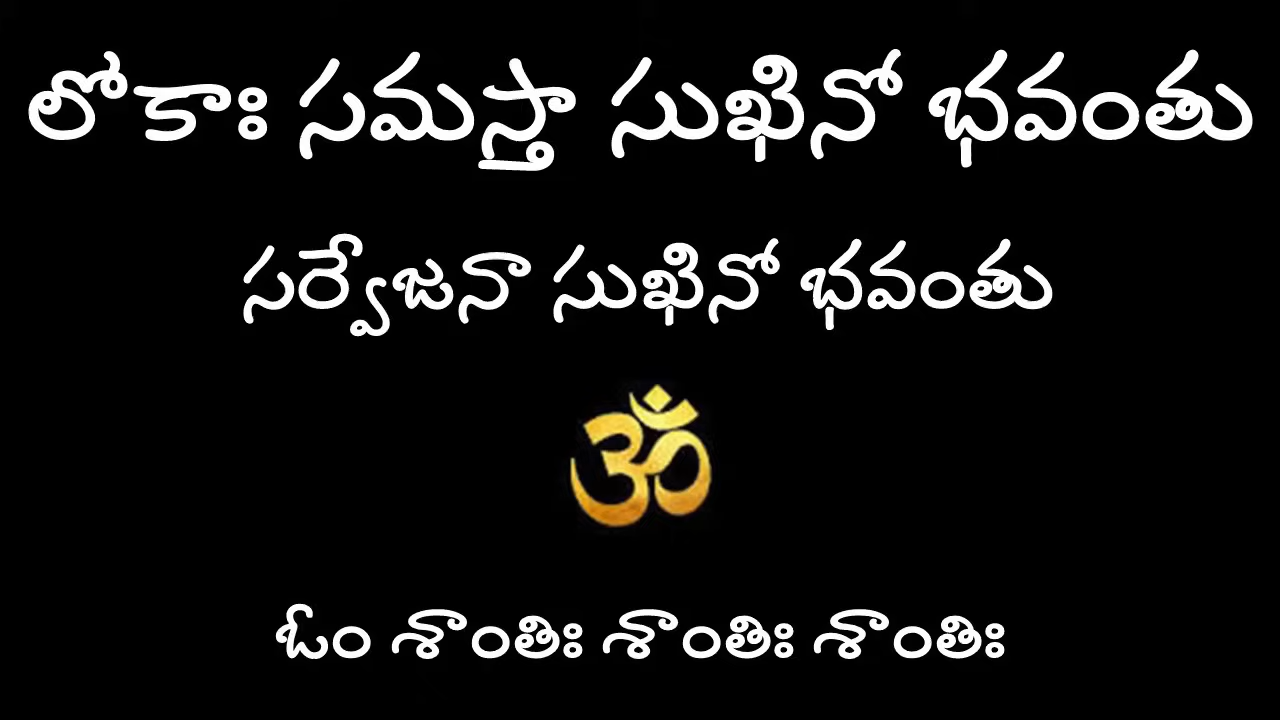 లోకాః సమస్తా సుఖినో భవంతు
సర్వేజనా సుఖినో భవంతు
ॐ
ఓం శాంతిః శాంతిః శాంతిః